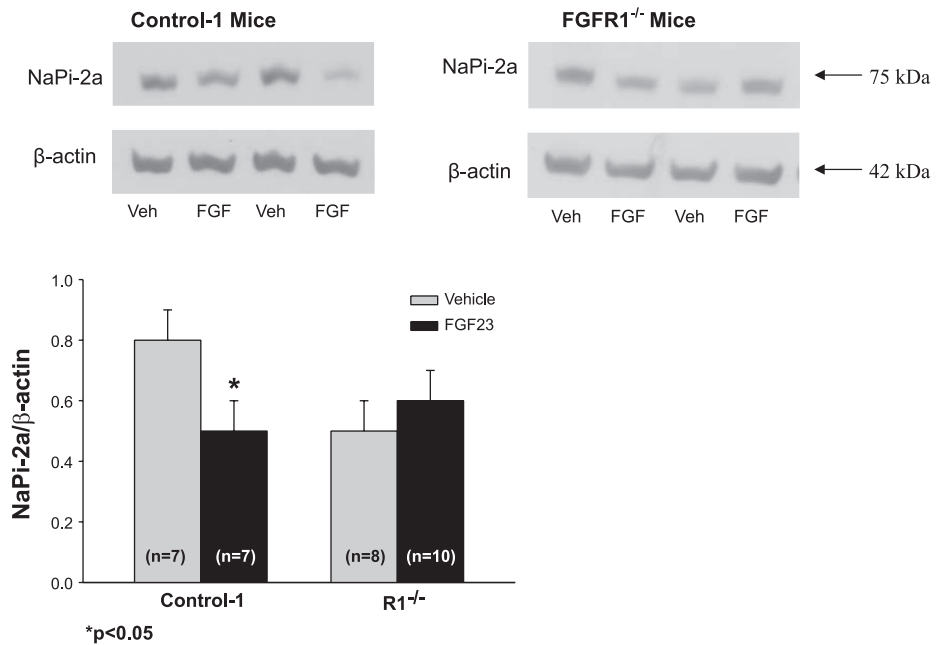 Control-1 Mice
FGFR1-/- Mice
NaPi-2a
NaPi-2a
75 kDa
β-actin
β-actin
42 kDa
Veh FGF Veh FGF
Veh FGF Veh FGF
1.0
0.8
0.6
0.4
0.2
0.0
NaPi-2a/β-actin
Vehicle
FGF23
*
(n=7) (n=7) (n=8) (n=10)
Control-1 R1-/-
*p<0.05